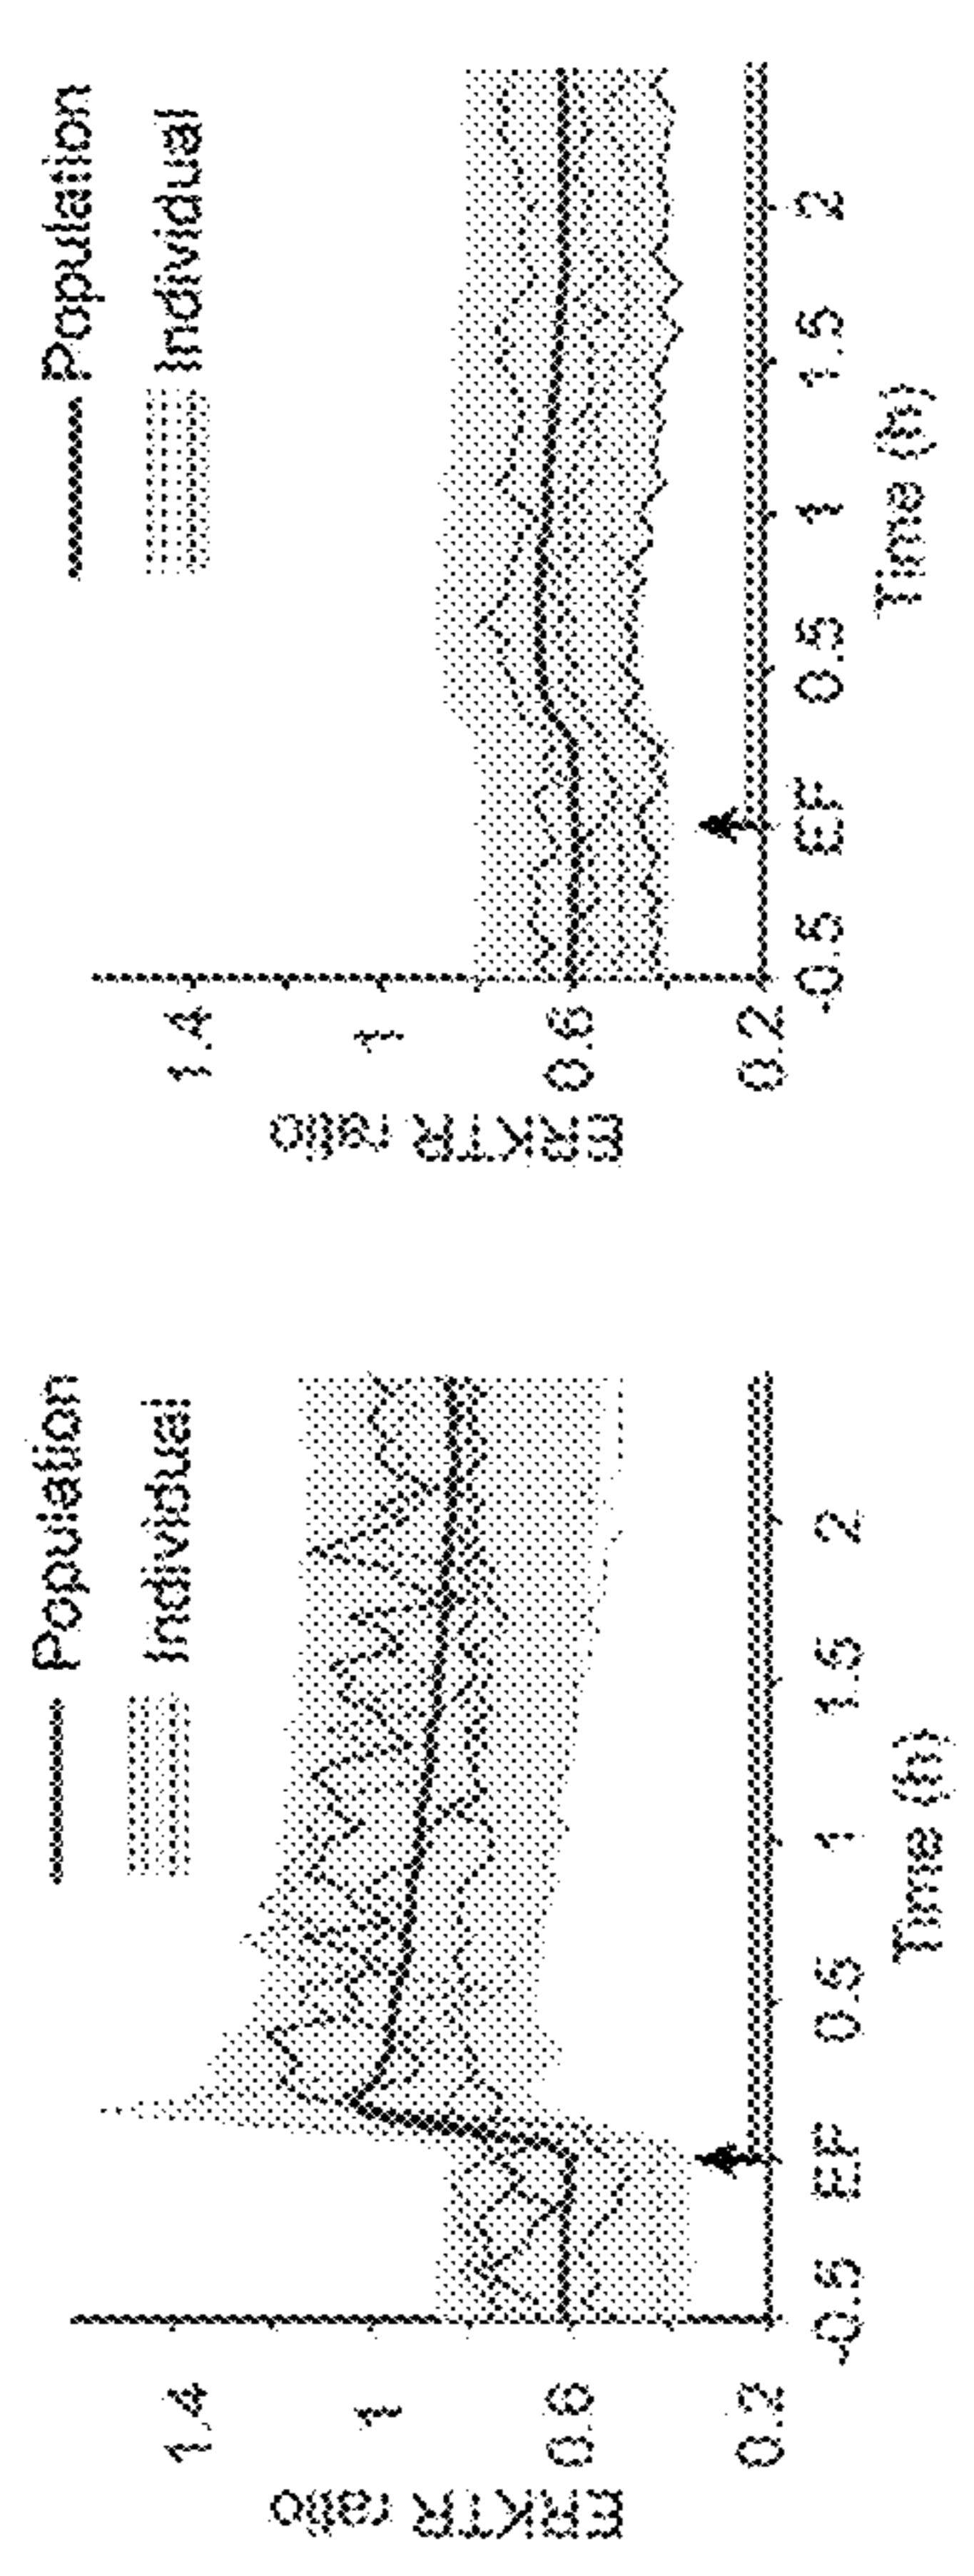 Population
Individual
ERKTR ratio
1.4
1
0.6
0.2
-0.5 EF 0.5 1 1.5 2
Time (h)
Population
Individual
ERKTR ratio
1.4
1
0.6
0.2
-0.5 EF 0.5 1 1.5 2
Time (h)